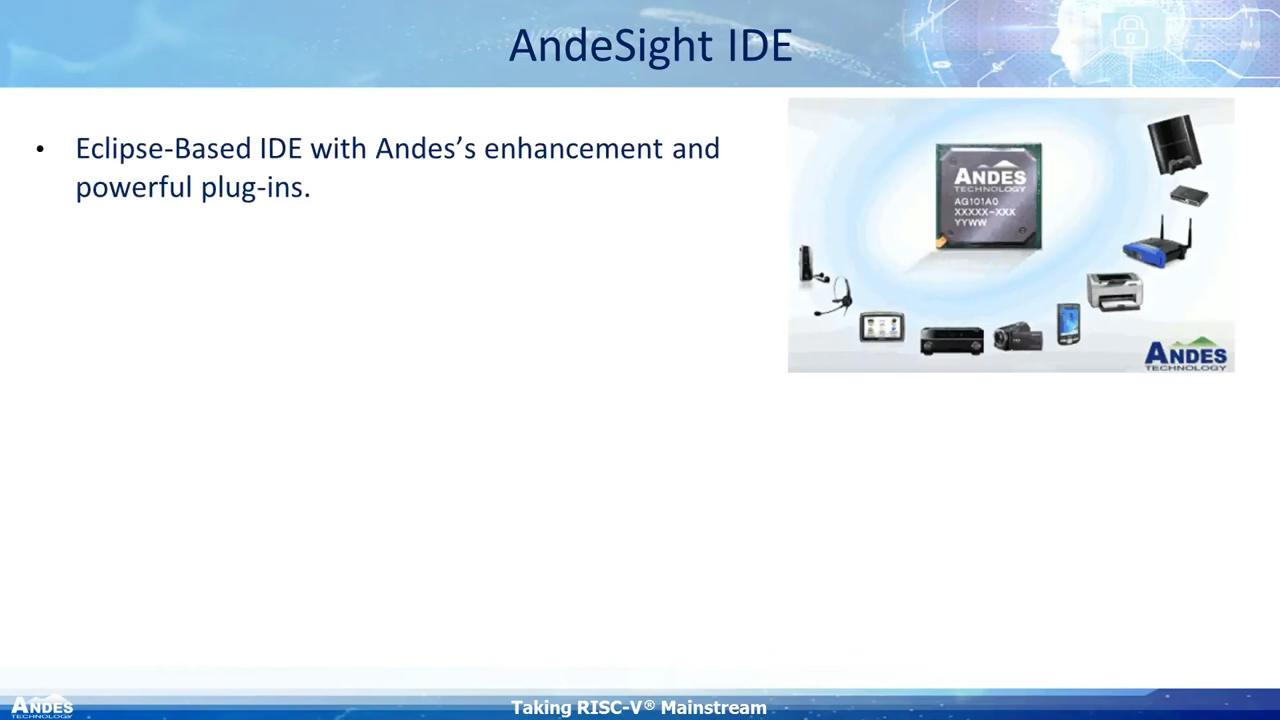 AndeSight IDE
• Eclipse-Based IDE with Andes’s enhancement and
powerful plug-ins.
ANDES
TECHNOLOGY
AG101A0
XXXXX-XXX
YYWW
ANDES
TECHNOLOGY
ANDES
TECHNOLOGY
Taking RISC-V® Mainstream